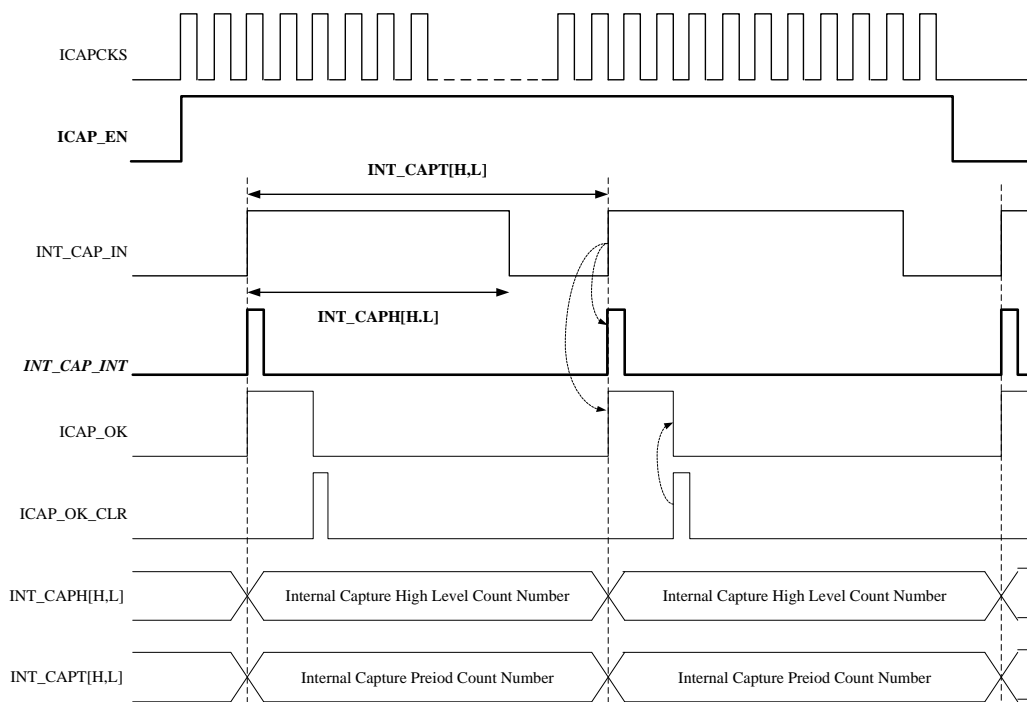 ICAPCKS
ICAP_EN
INT_CAPT[H,L]
INT_CAP_IN
INT_CAPH[H.L]
INT_CAP_INT
ICAP_OK
ICAP_OK_CLR
INT_CAPH[H,L] Internal Capture High Level Count Number Internal Capture High Level Count Number
INT_CAPT[H,L] Internal Capture Preiod Count Number Internal Capture Preiod Count Number